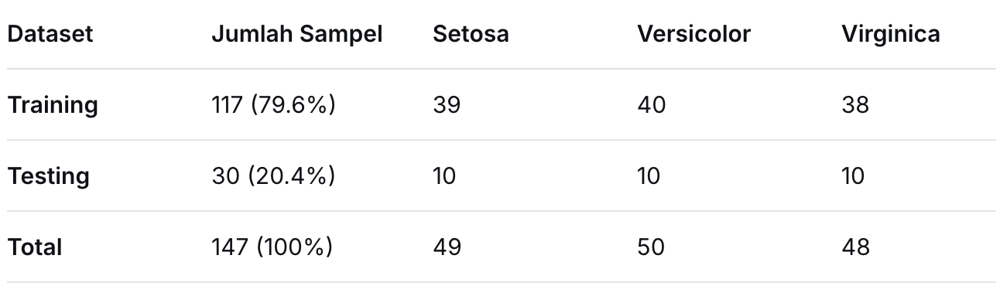 Dataset Jumlah Sampel Setosa Versicolor Virginica
Training 117 (79.6%) 39 40 38
Testing 30 (20.4%) 10 10 10
Total 147 (100%) 49 50 48